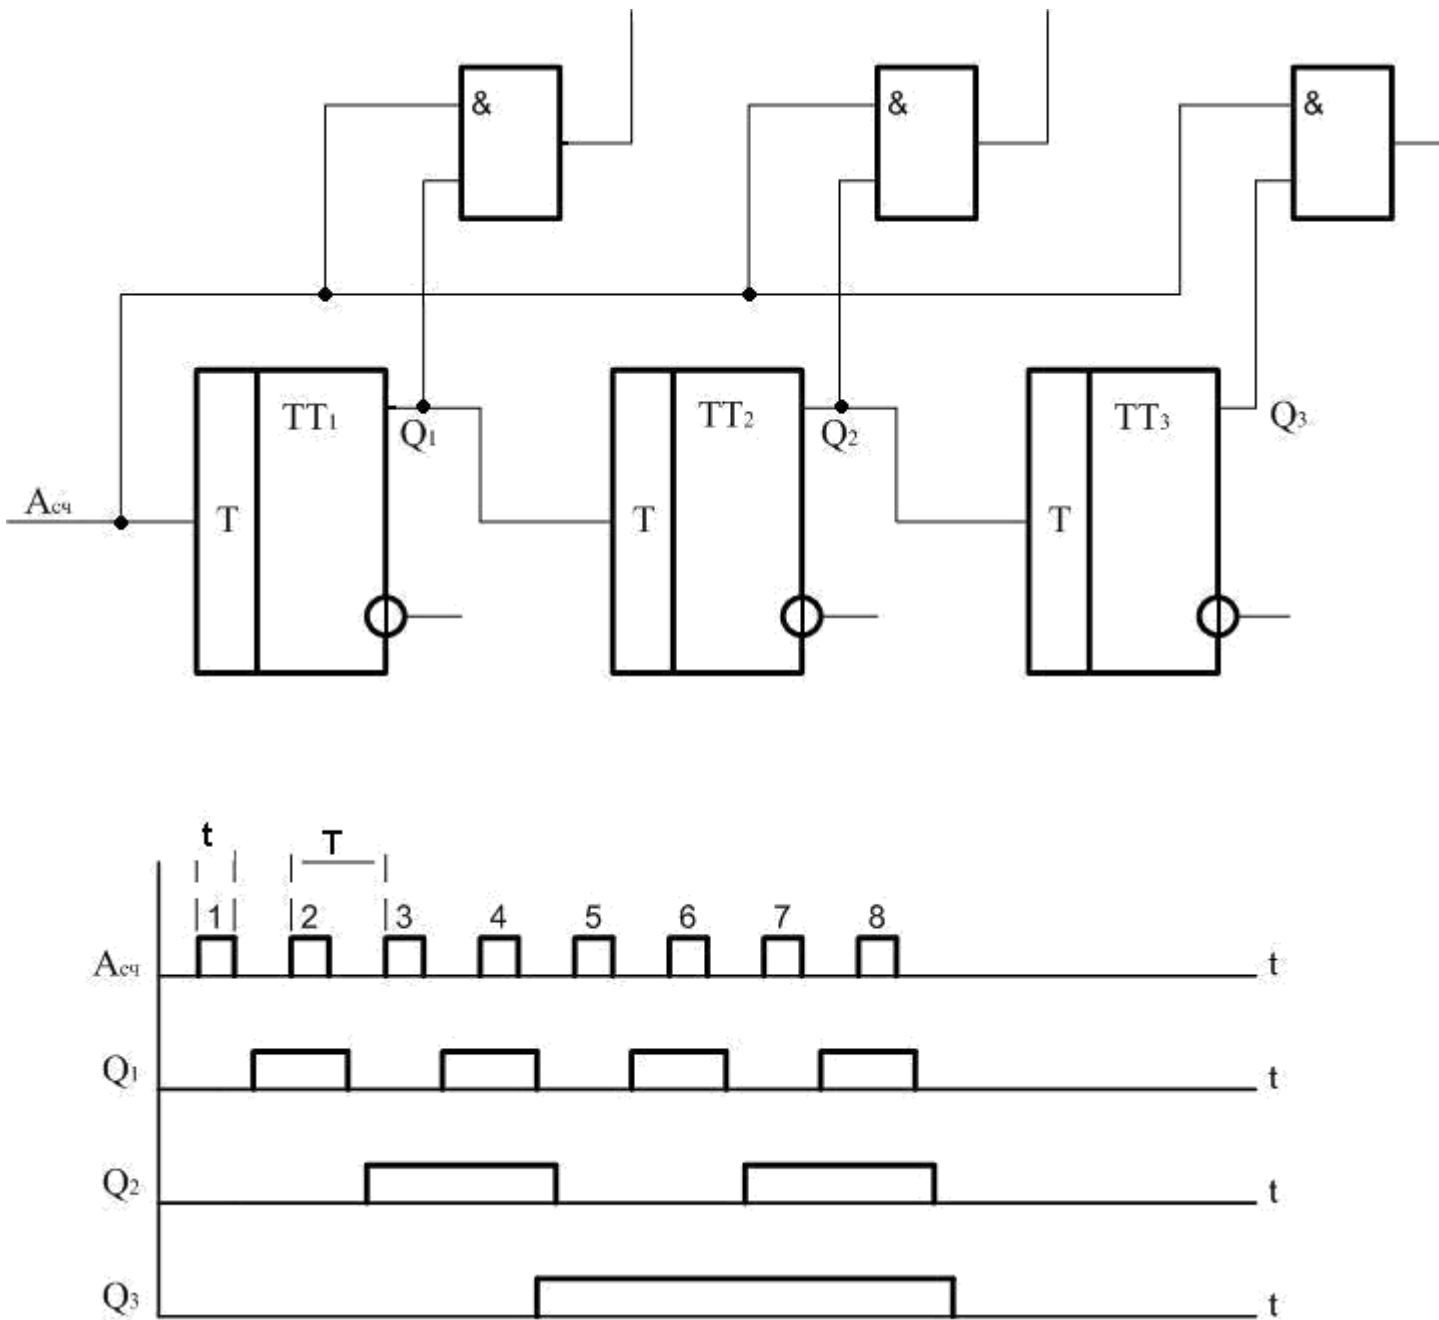 & & &
TT1 TT2 TT3
Q1 Q2 Q3
Aсч T T T
t T
1 2 3 4 5 6 7 8
Aсч t
Q1 t
Q2 t
Q3 t